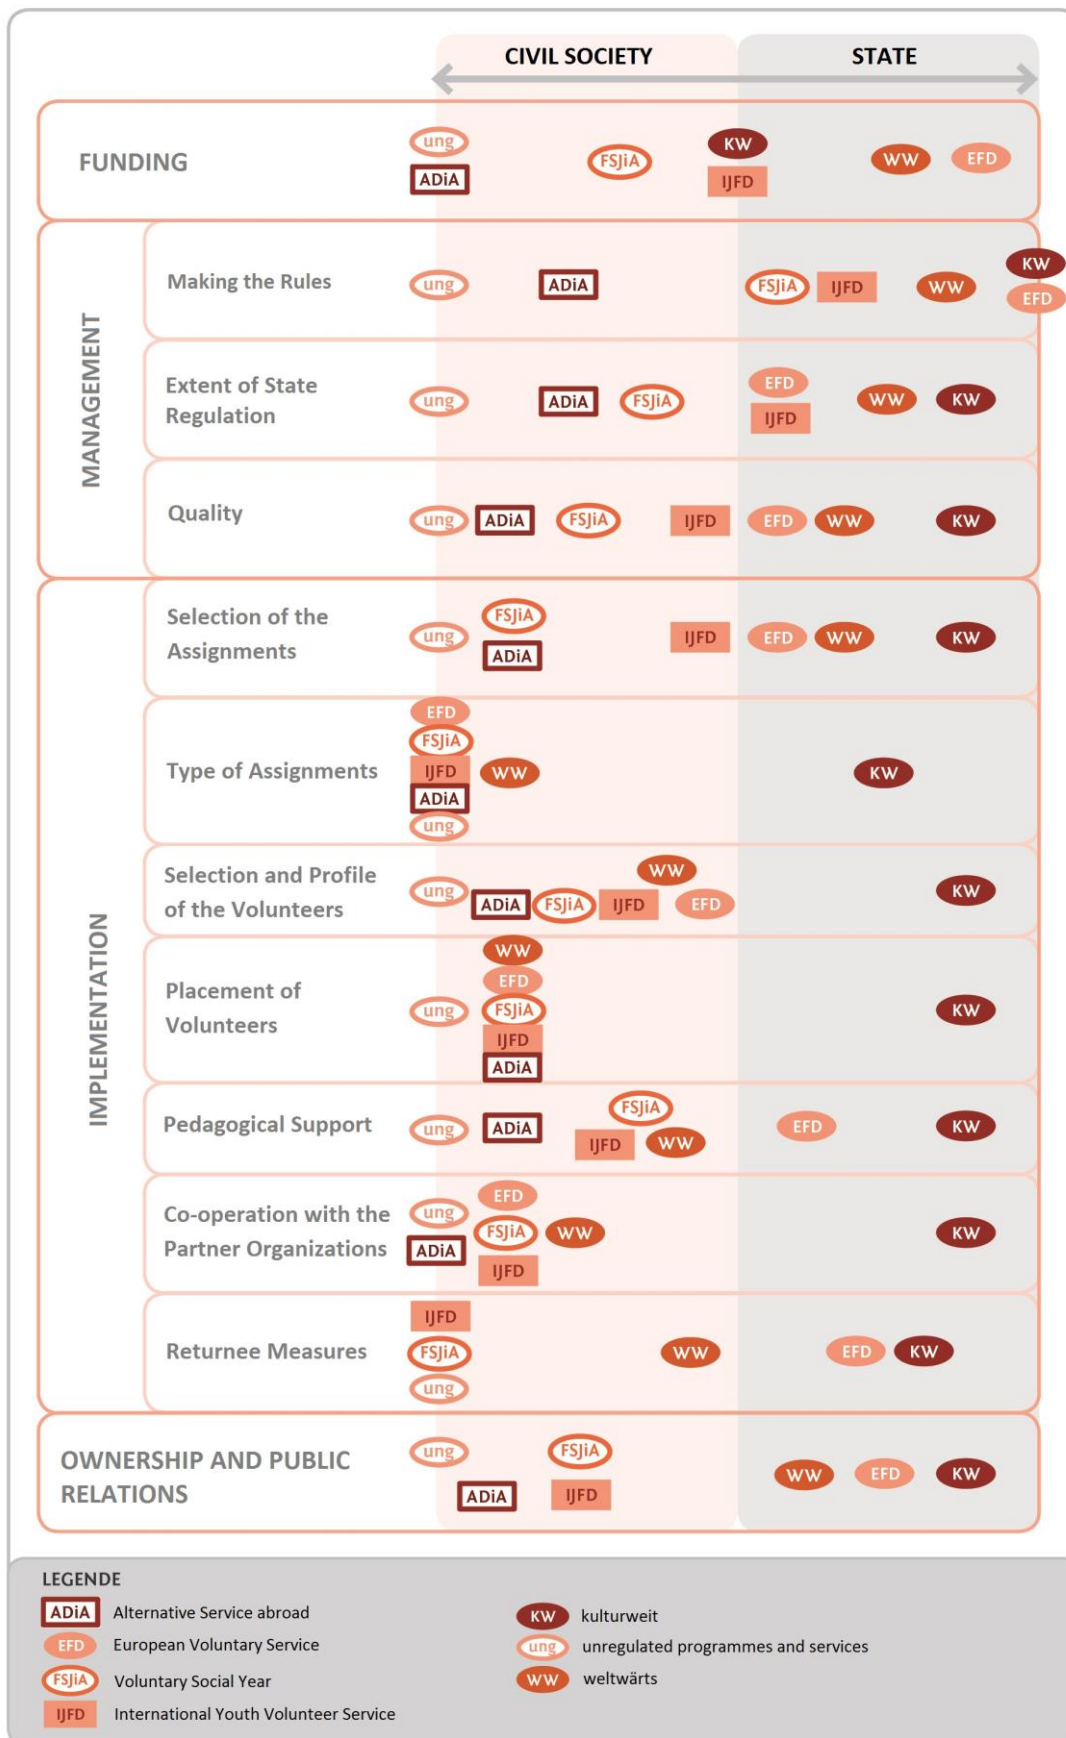 CIVIL SOCIETY STATE
FUNDING
ung
ADiA
FSJiA
KW
IJFD
WW
EFD
MANAGEMENT
Making the Rules
ung
ADiA
FSJiA
IJFD
WW
KW
EFD
Extent of State
Regulation
ung
ADiA
FSJiA
EFD
IJFD
WW
KW
Quality
ung
ADiA
FSJiA
IJFD
EFD
WW
KW
IMPLEMENTATION
Selection of the
Assignments
ung
FSJiA
ADiA
IJFD
EFD
WW
KW
Type of Assignments
EFD
FSJiA
IJFD
ADiA
ung
WW
KW
Selection and Profile
of the Volunteers
ung
ADiA
FSJiA
IJFD
WW
EFD
KW
Placement of
Volunteers
ung
WW
EFD
FSJiA
IJFD
ADiA
KW
Pedagogical Support
ung
ADiA
IJFD
FSJiA
WW
EFD
KW
Co-operation with the
Partner Organizations
ung
ADiA
EFD
FSJiA
IJFD
WW
KW
Returnee Measures
IJFD
FSJiA
ung
WW
EFD
KW
OWNERSHIP AND PUBLIC
RELATIONS
ung
ADiA
FSJiA
IJFD
WW
EFD
KW
LEGENDE
ADiA Alternative Service abroad
EFD European Voluntary Service
FSJiA Voluntary Social Year
IJFD International Youth Volunteer Service
KW kulturweit
ung unregulated programmes and services
WW weltwärts